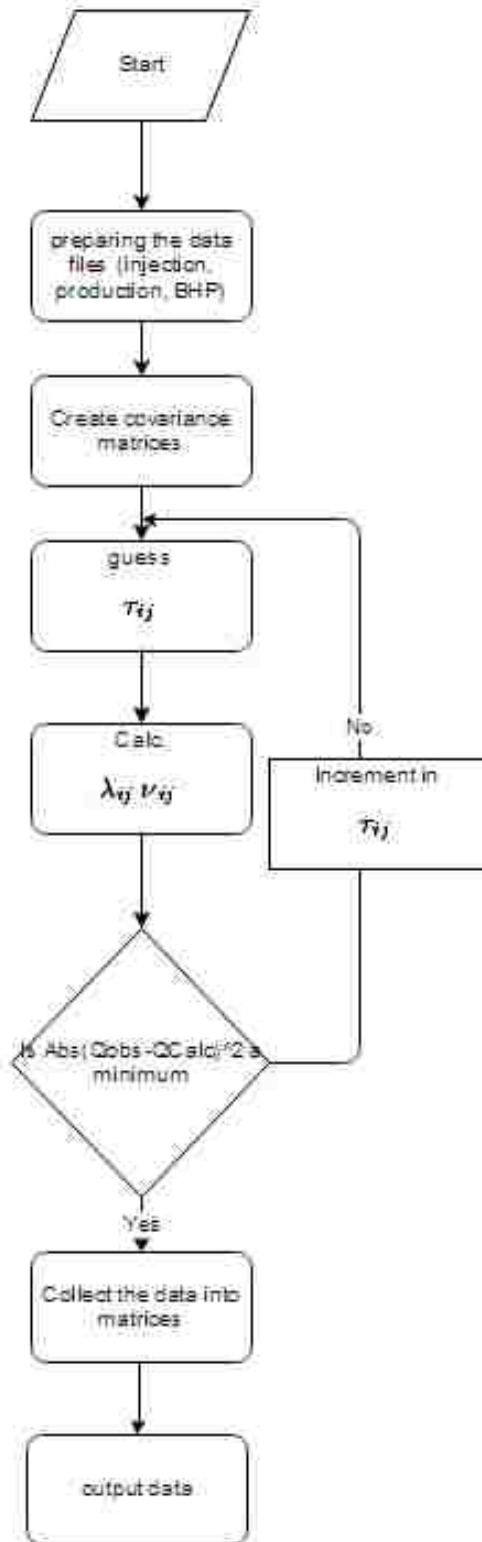 Start
preparing the data
files (injection,
production, BHP)
Create covariance
matrices
guess
τij
Calc
λij νij
No
Increment in
τij
Is Abs(Qobs-QCalc)^2 a
minimum
Yes
Collect the data into
matrices
output data